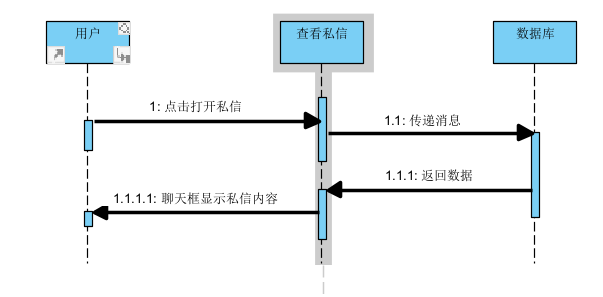 用户
查看私信
数据库
1: 点击打开私信
1.1: 传递消息
1.1.1: 返回数据
1.1.1.1: 聊天框显示私信内容